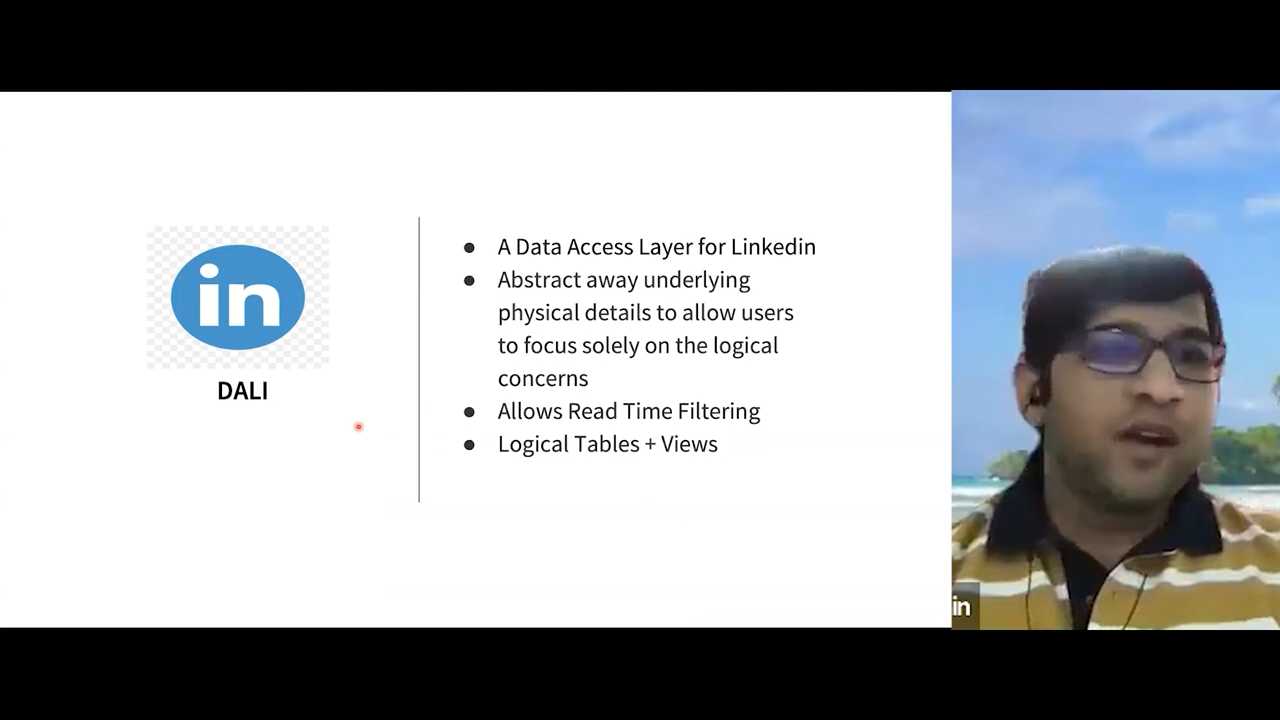 in
DALI
● A Data Access Layer for Linkedin
● Abstract away underlying
physical details to allow users
to focus solely on the logical
concerns
● Allows Read Time Filtering
● Logical Tables + Views
in